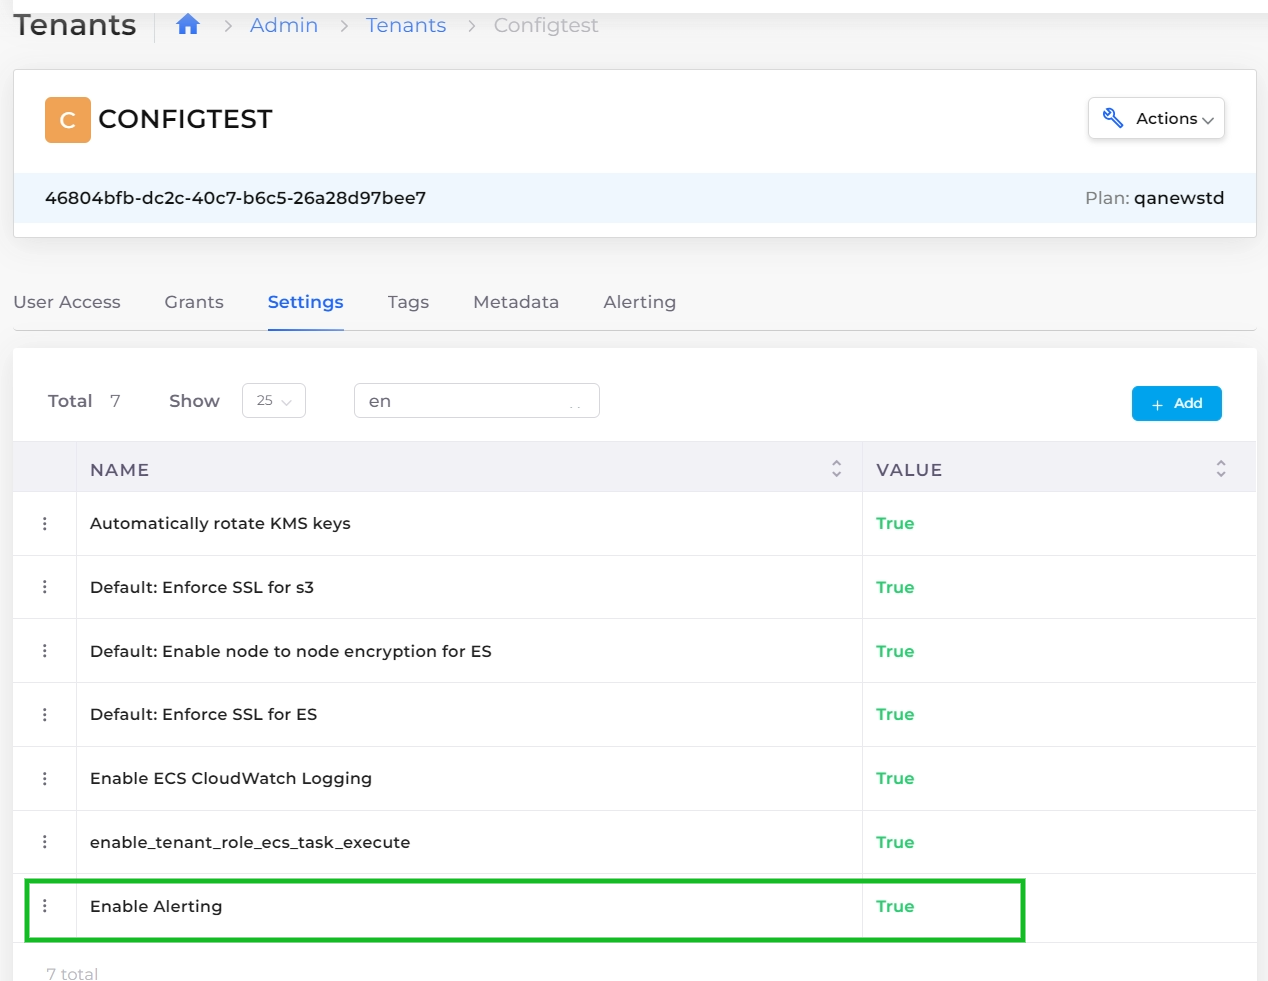 Tenants > Admin > Tenants > Configtest
C CONFIGTEST Actions
46804bfb-dc2c-40c7-b6c5-26a28d97bee7 Plan: qanewstd
User Access Grants Settings Tags Metadata Alerting
Total 7 Show 25 en + Add
NAME VALUE
Automatically rotate KMS keys True
Default: Enforce SSL for s3 True
Default: Enable node to node encryption for ES True
Default: Enforce SSL for ES True
Enable ECS CloudWatch Logging True
enable_tenant_role_ecs_task_execute True
Enable Alerting True
7 total